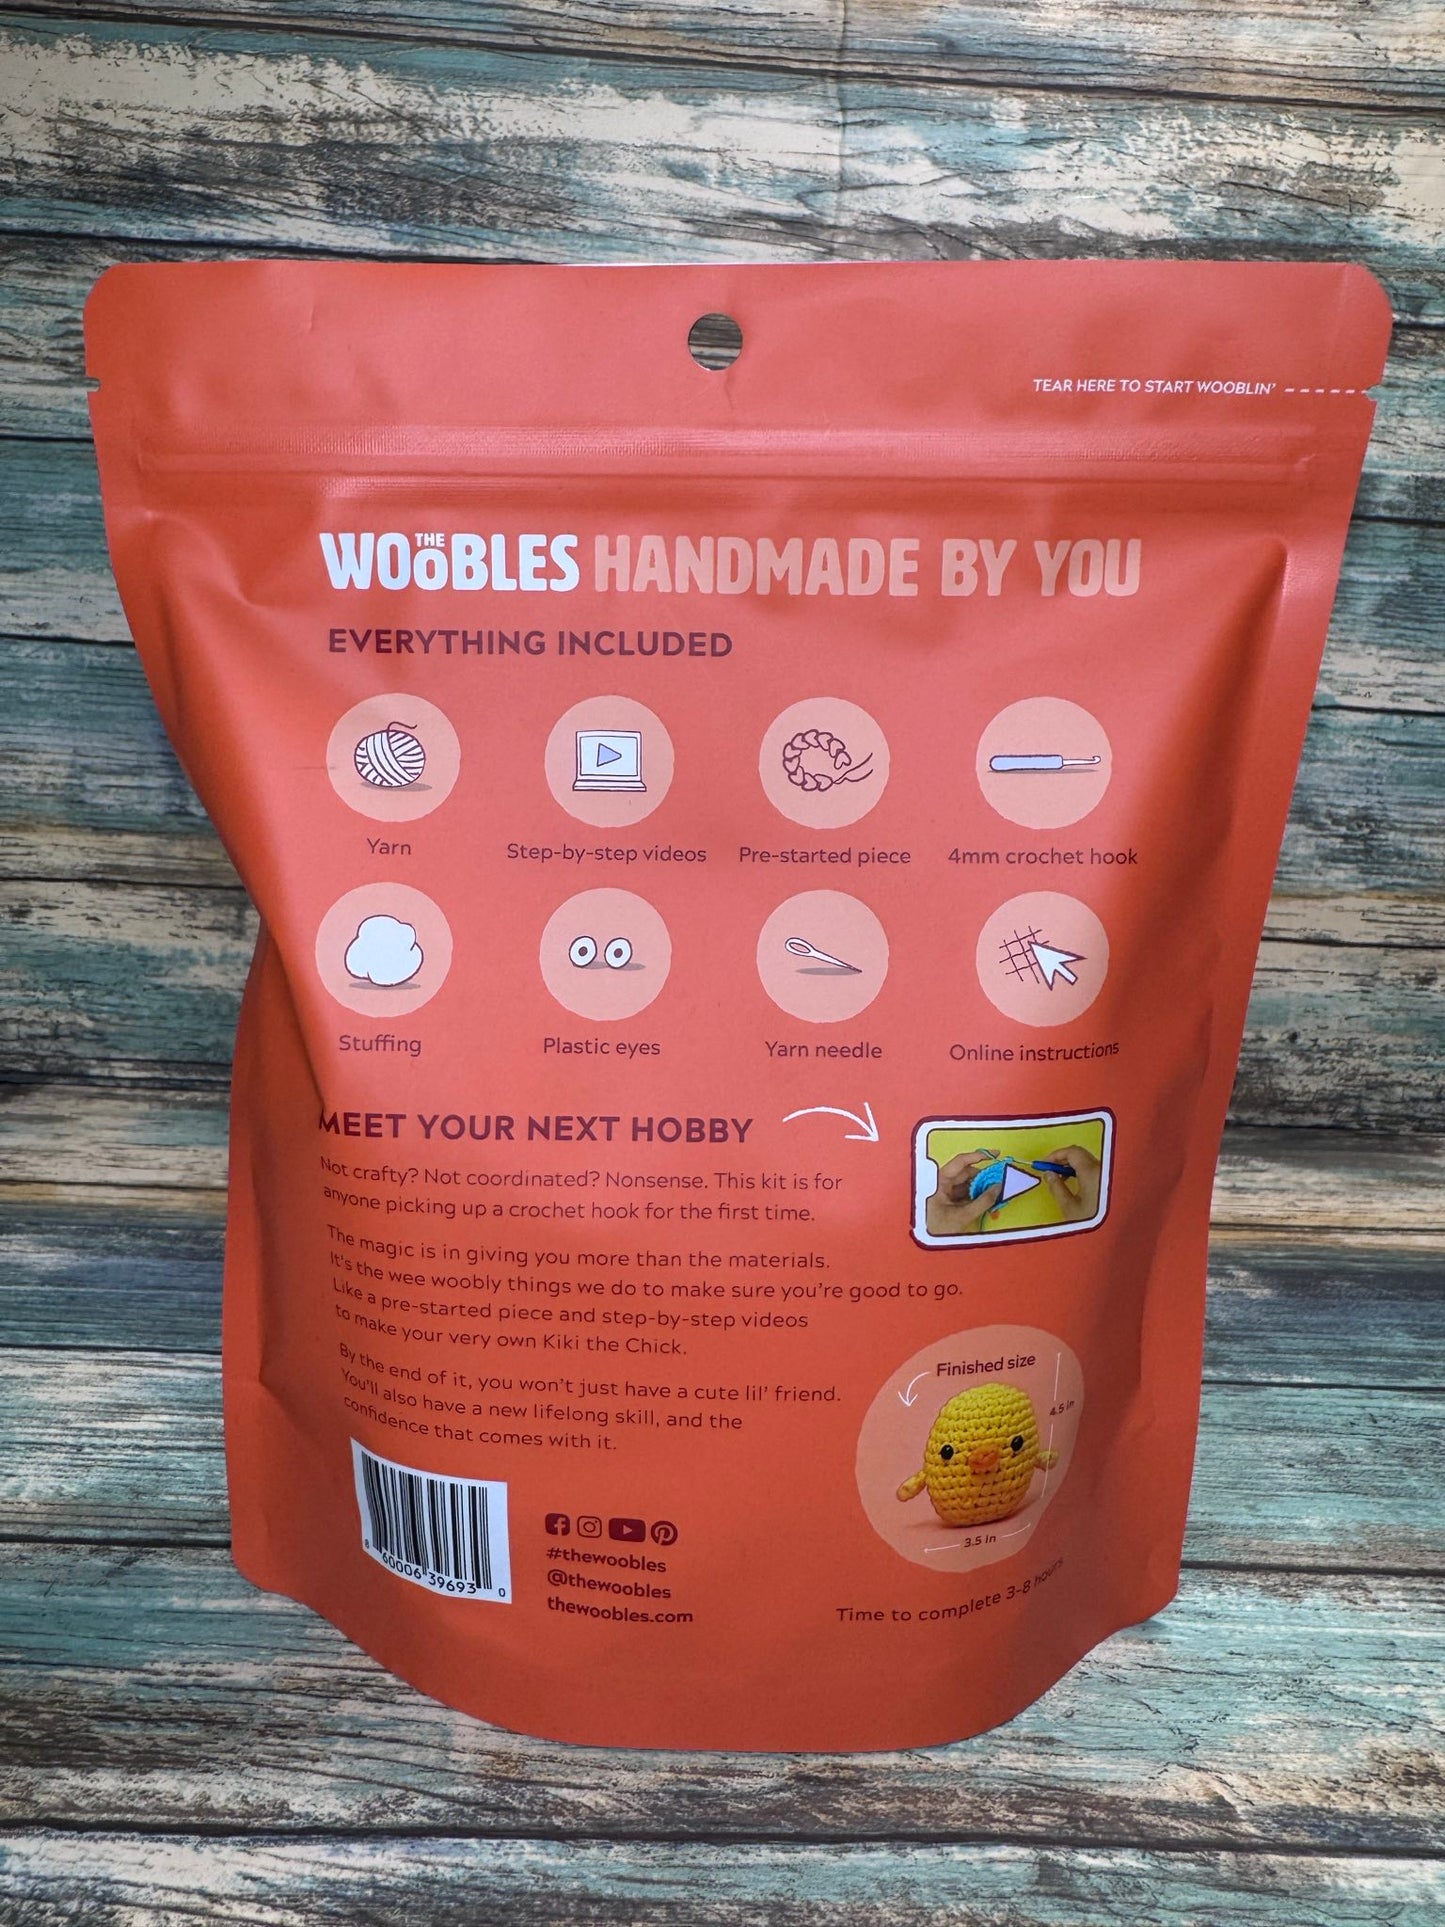 TEAR HERE TO START WOOBLIN'
THE WOOBLES HANDMADE BY YOU
EVERYTHING INCLUDED
Yarn Step-by-step videos Pre-started piece 4mm crochet hook
Stuffing Plastic eyes Yarn needle Online instructions
MEET YOUR NEXT HOBBY
Not crafty? Not coordinated? Nonsense. This kit is for
anyone picking up a crochet hook for the first time.
The magic is in giving you more than the materials.
It's the wee woobly things we do to make sure you're good to go.
Like a pre-started piece and step-by-step videos
to make your very own Kiki the Chick.
By the end of it, you won't just have a cute lil' friend.
You'll also have a new lifelong skill, and the
confidence that comes with it.
Finished size
4.5 in
3.5 in
Time to complete 3-8 hours
8 60006 39693 0
#thewoobles
@thewoobles
thewoobles.com